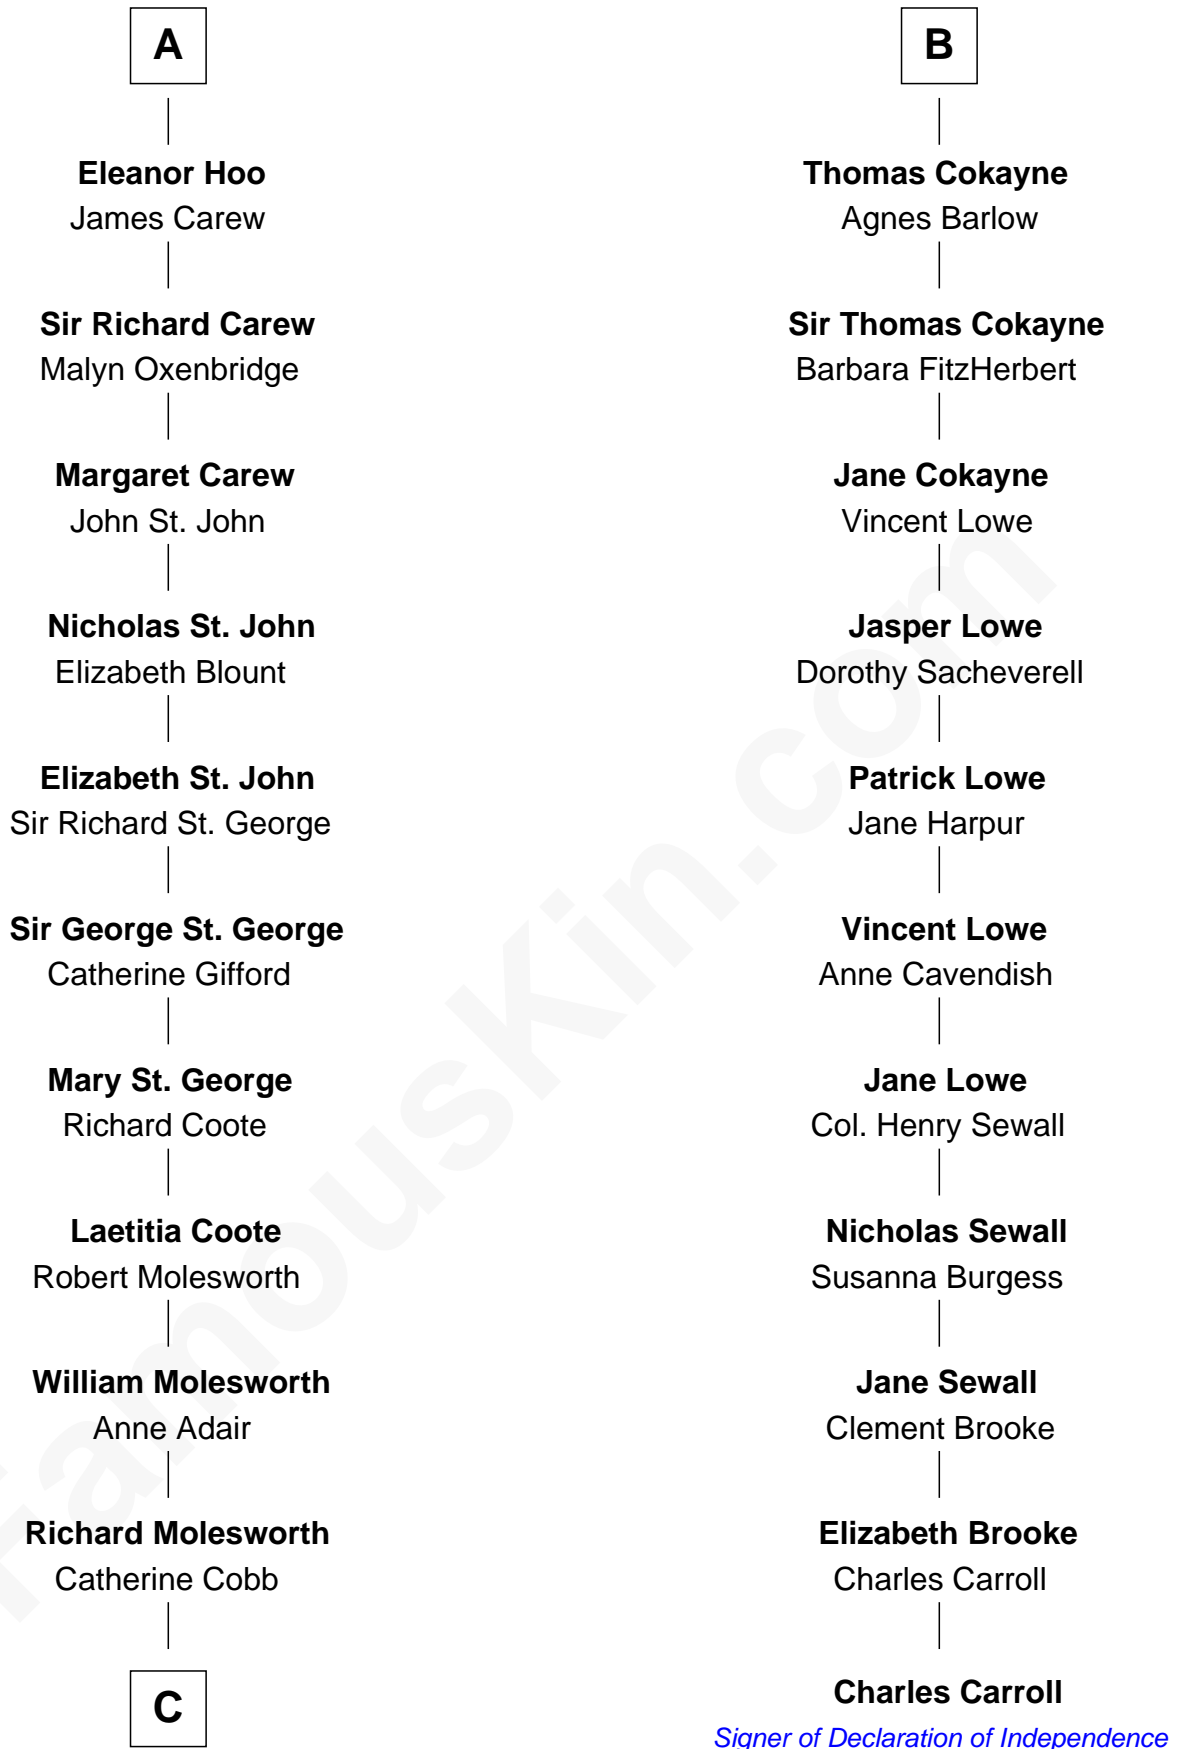 A
Eleanor Hoo
James Carew
Sir Richard Carew
Malyn Oxenbridge
Margaret Carew
John St. John
Nicholas St. John
Elizabeth Blount
Elizabeth St. John
Sir Richard St. George
Sir George St. George
Catherine Gifford
Mary St. George
Richard Coote
Laetitia Coote
Robert Molesworth
William Molesworth
Anne Adair
Richard Molesworth
Catherine Cobb
C
B
Thomas Cokayne
Agnes Barlow
Sir Thomas Cokayne
Barbara FitzHerbert
Jane Cokayne
Vincent Lowe
Jasper Lowe
Dorothy Sacheverell
Patrick Lowe
Jane Harpur
Vincent Lowe
Anne Cavendish
Jane Lowe
Col. Henry Sewall
Nicholas Sewall
Susanna Burgess
Jane Sewall
Clement Brooke
Elizabeth Brooke
Charles Carroll
Charles Carroll
Signer of Declaration of Independence
FamousKin.com